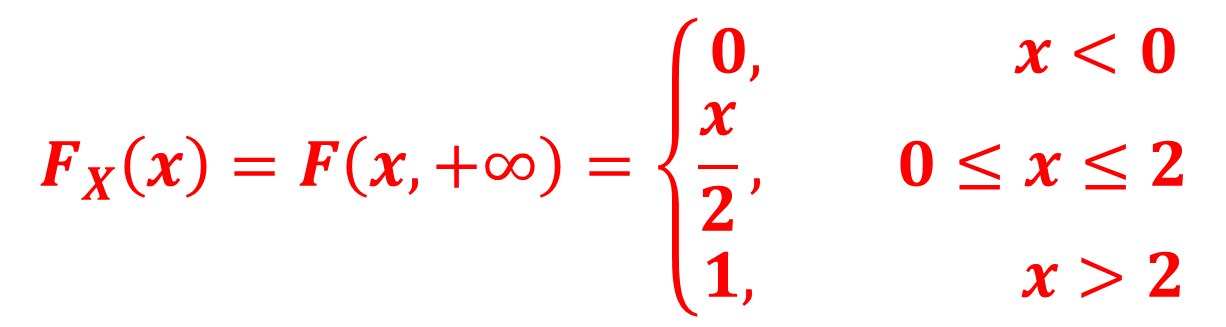 F_X(x) = F(x, +∞) = { 0, x < 0
x/2, 0 ≤ x ≤ 2
1, x > 2